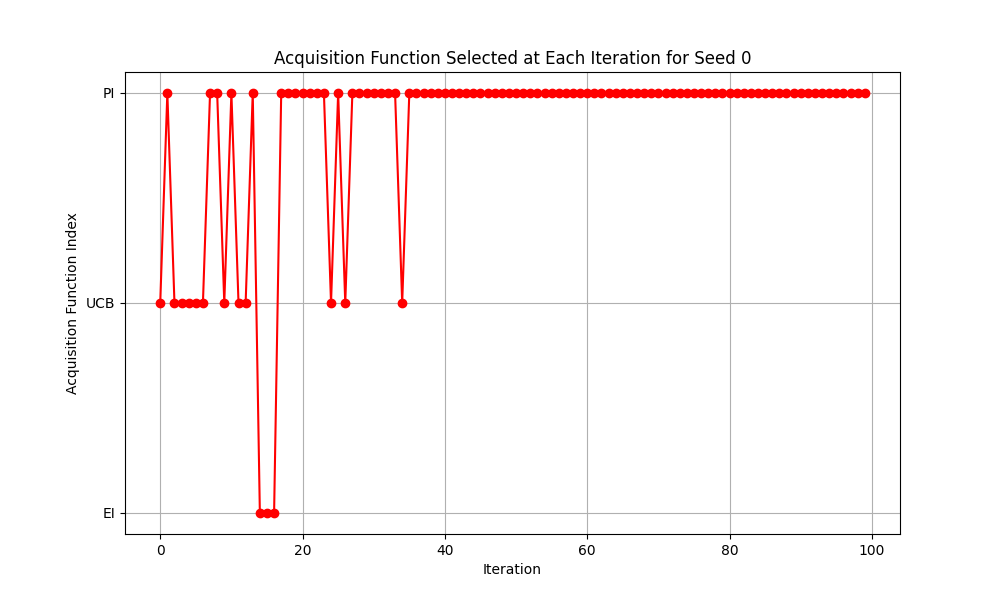 Acquisition Function Selected at Each Iteration for Seed 0
PI
UCB
EI
Acquisition Function Index
0
20
40
60
80
100
Iteration